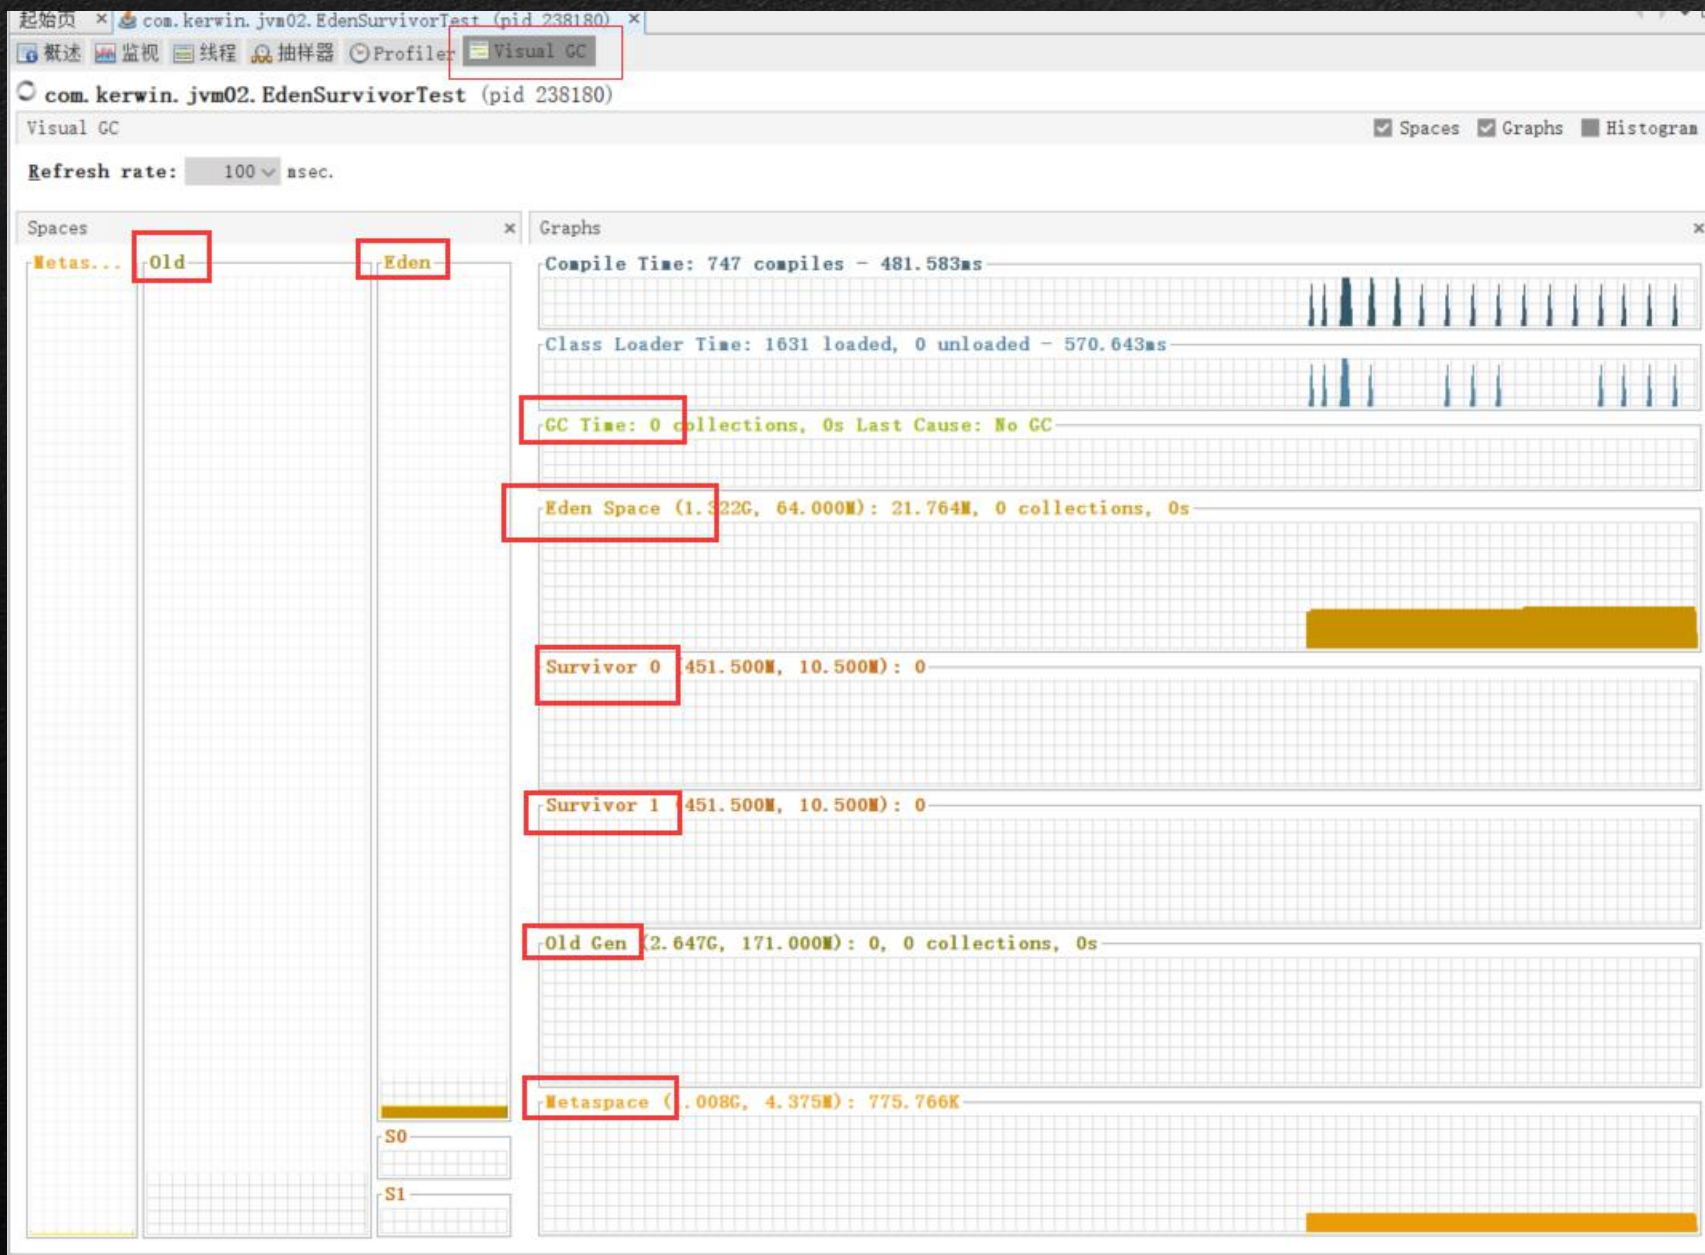 起始页 × com.kerwin.jvm02.EdenSurvivorTest (pid 238180) ×
概述 监视 线程 抽样器 Profiler Visual GC
com.kerwin.jvm02.EdenSurvivorTest (pid 238180)
Visual GC Spaces Graphs Histogram
Refresh rate: 100 msec.
Spaces × Graphs ×
Metas... Old Eden
Compile Time: 747 compiles - 481.583ms
Class Loader Time: 1631 loaded, 0 unloaded - 570.643ms
GC Time: 0 collections, 0s Last Cause: No GC
Eden Space (1.322G, 64.000M): 21.764M, 0 collections, 0s
Survivor 0 (451.500M, 10.500M): 0
Survivor 1 (451.500M, 10.500M): 0
Old Gen (2.647G, 171.000M): 0, 0 collections, 0s
Metaspace ( .008G, 4.375M): 775.766K
S0
S1